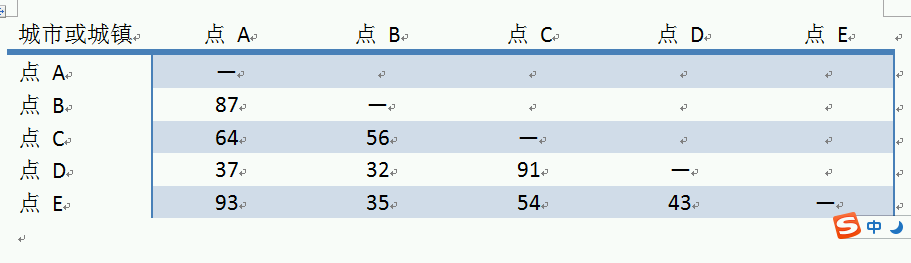 城市或城镇 点 A 点 B 点 C 点 D 点 E
点 A —
点 B 87 —
点 C 64 56 —
点 D 37 32 91 —
点 E 93 35 54 43 —
S 中